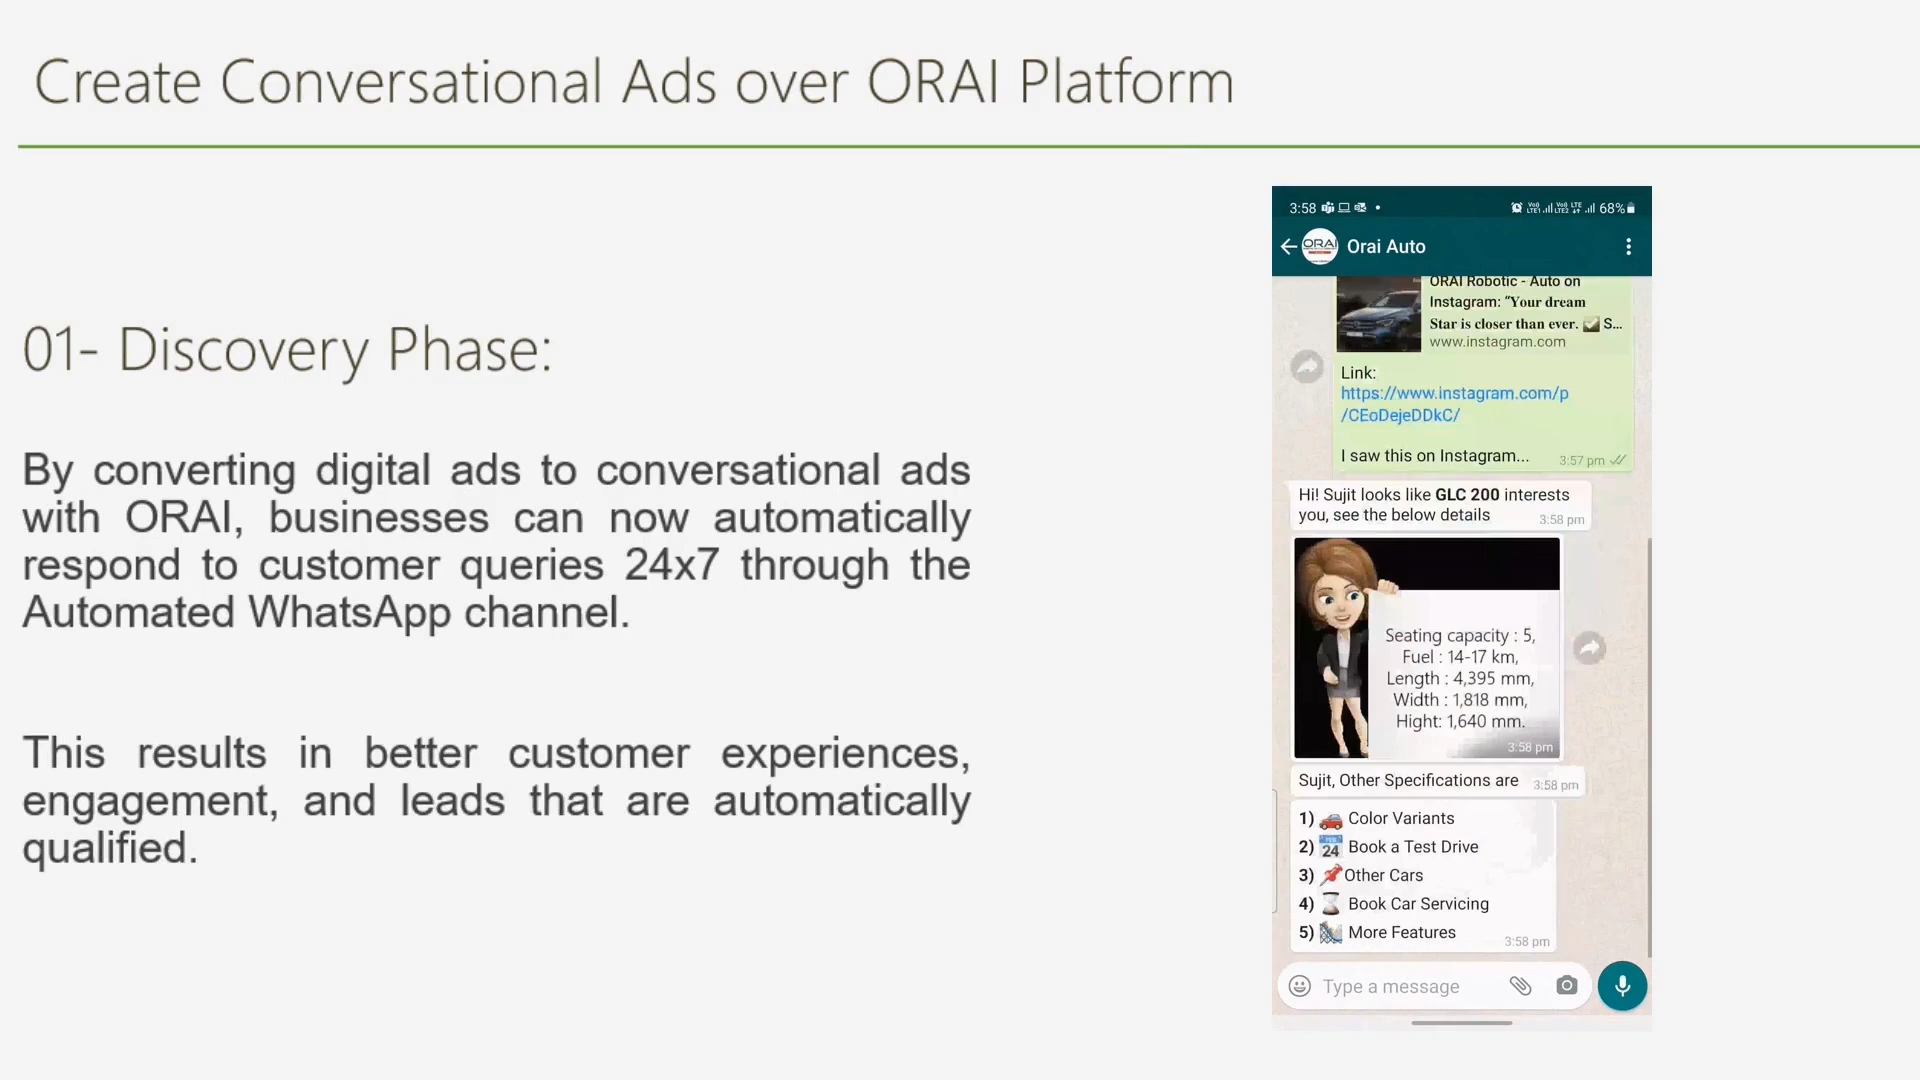 Create Conversational Ads over ORAI Platform
01- Discovery Phase:
By converting digital ads to conversational ads
with ORAI, businesses can now automatically
respond to customer queries 24x7 through the
Automated WhatsApp channel.
This results in better customer experiences,
engagement, and leads that are automatically
qualified.
3:58
68%
ORAI
Orai Auto
ORAI Robotic - Auto on
Instagram: “Your dream
Star is closer than ever. ✅ S...
www.instagram.com
Link:
https://www.instagram.com/p
/CEoDejeDDkC/
I saw this on Instagram...
3:57 pm
Hi! Sujit looks like GLC 200 interests
you, see the below details
3:58 pm
Seating capacity : 5,
Fuel : 14-17 km,
Length : 4,395 mm,
Width : 1,818 mm,
Hight: 1,640 mm.
3:58 pm
Sujit, Other Specifications are
3:58 pm
1) 🚗 Color Variants
2) 📅 Book a Test Drive
3) 📌Other Cars
4) ⏳ Book Car Servicing
5) 🎢 More Features
3:58 pm
Type a message